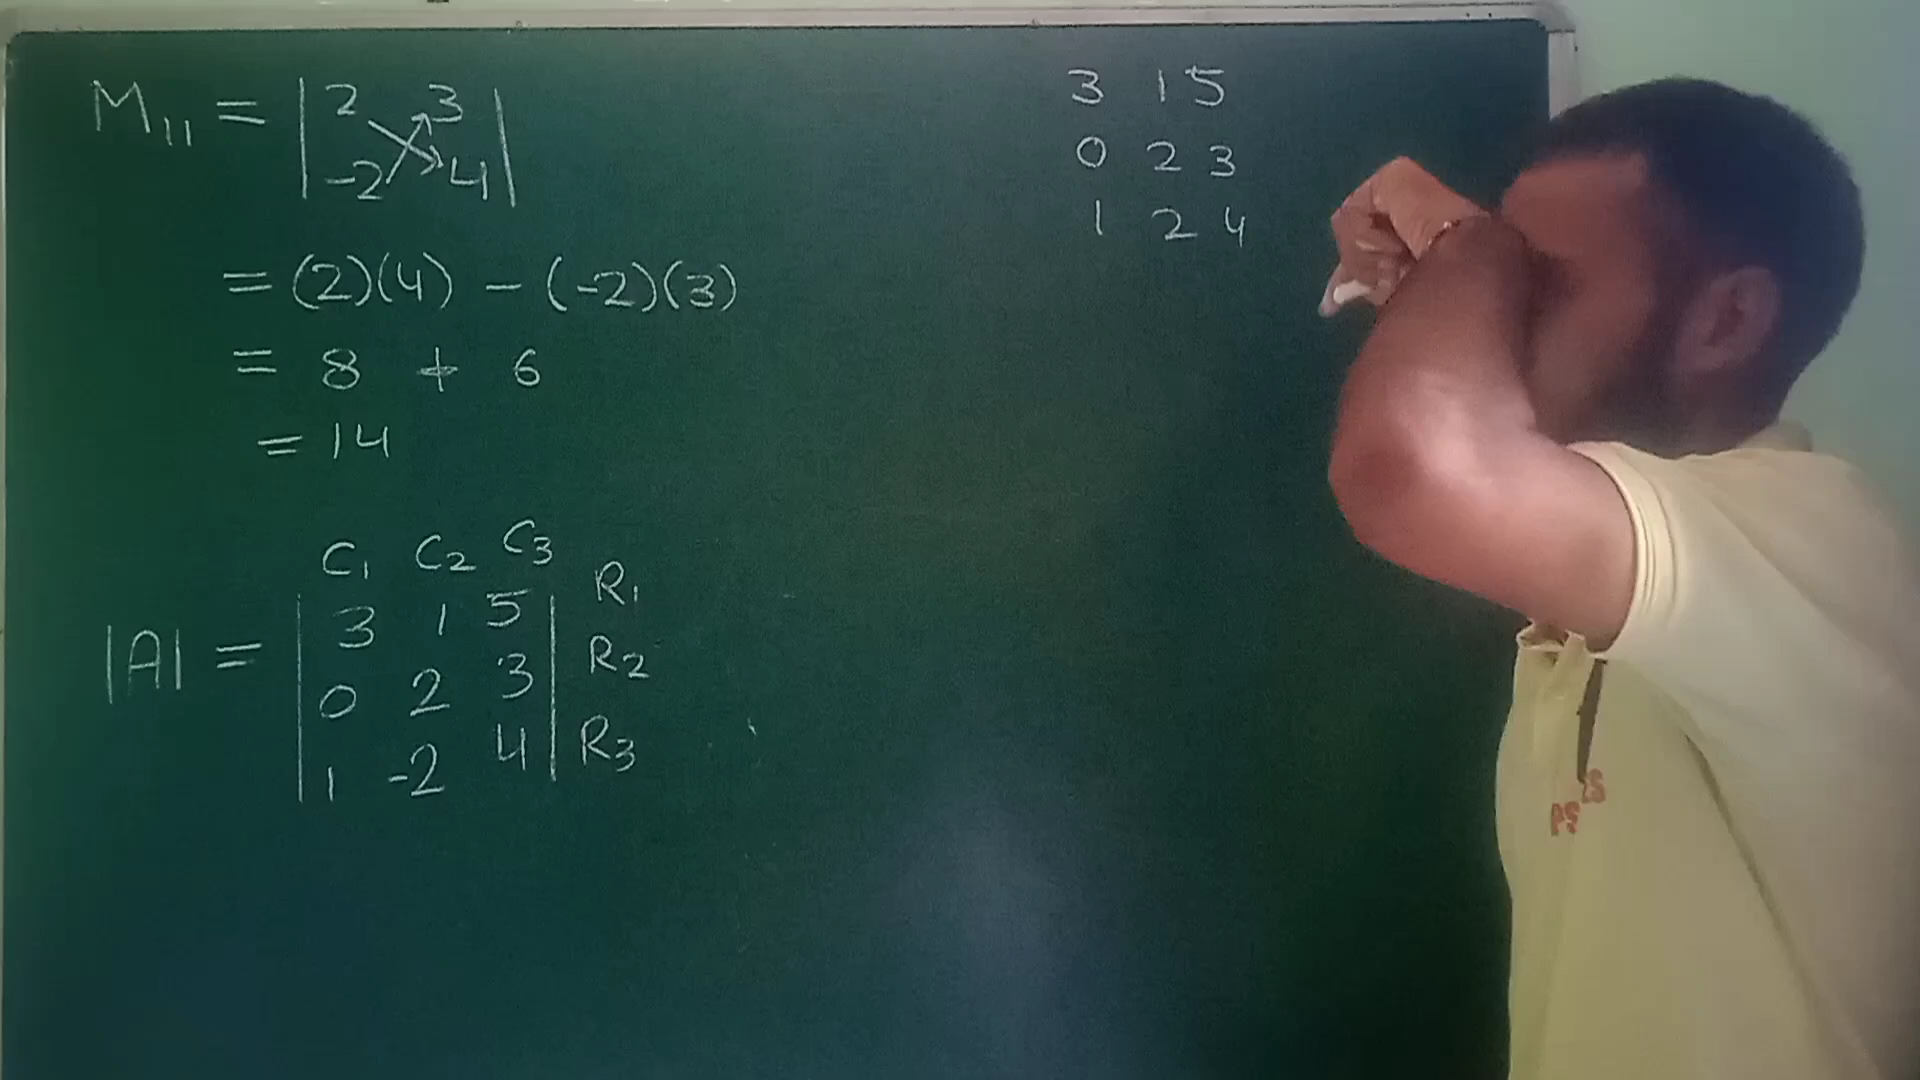 M₁₁ = | 2 3 |
| -2 4 |
= (2)(4) - (-2)(3)
= 8 + 6
= 14
C₁ C₂ C₃
|A| = | 3 1 5 | R₁
| 0 2 3 | R₂
| 1 -2 4 | R₃
3 1 5
0 2 3
1 2 4